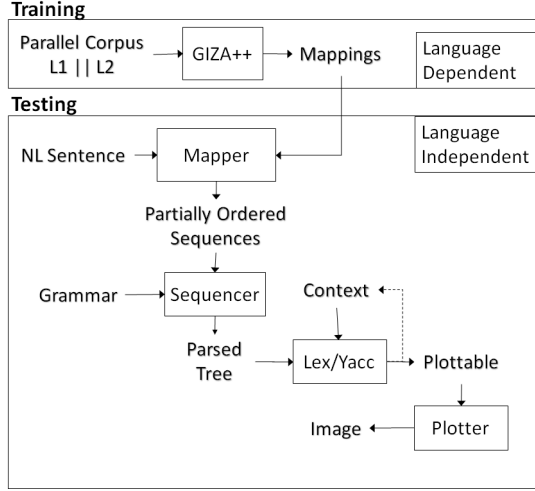 Training
Parallel Corpus
L1 || L2
GIZA++
Mappings
Language
Dependent
Testing
Language
Independent
NL Sentence
Mapper
Partially Ordered
Sequences
Grammar
Sequencer
Context
Parsed
Tree
Lex/Yacc
Plottable
Image
Plotter